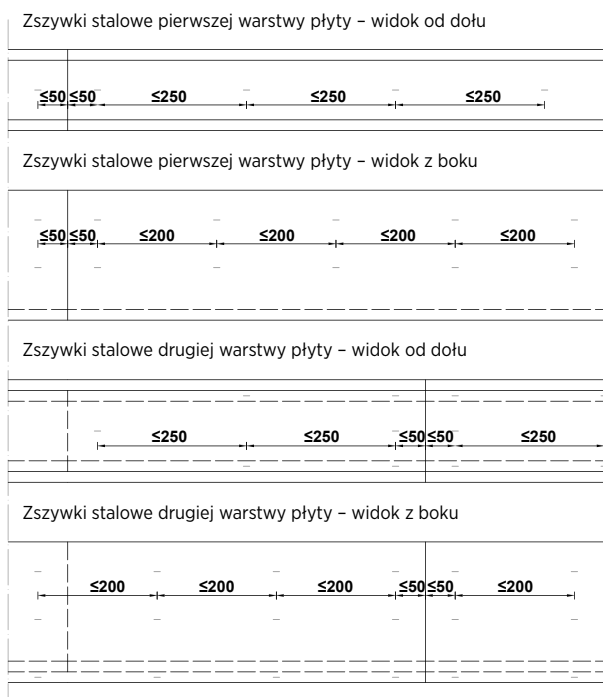 Zszywki stalowe pierwszej warstwy płyty – widok od dołu
≤50 ≤50 ≤250 ≤250 ≤250
Zszywki stalowe pierwszej warstwy płyty – widok z boku
≤50 ≤50 ≤200 ≤200 ≤200 ≤200
Zszywki stalowe drugiej warstwy płyty – widok od dołu
≤250 ≤250 ≤50 ≤50 ≤250
Zszywki stalowe drugiej warstwy płyty – widok z boku
≤200 ≤200 ≤200 ≤50 ≤50 ≤200